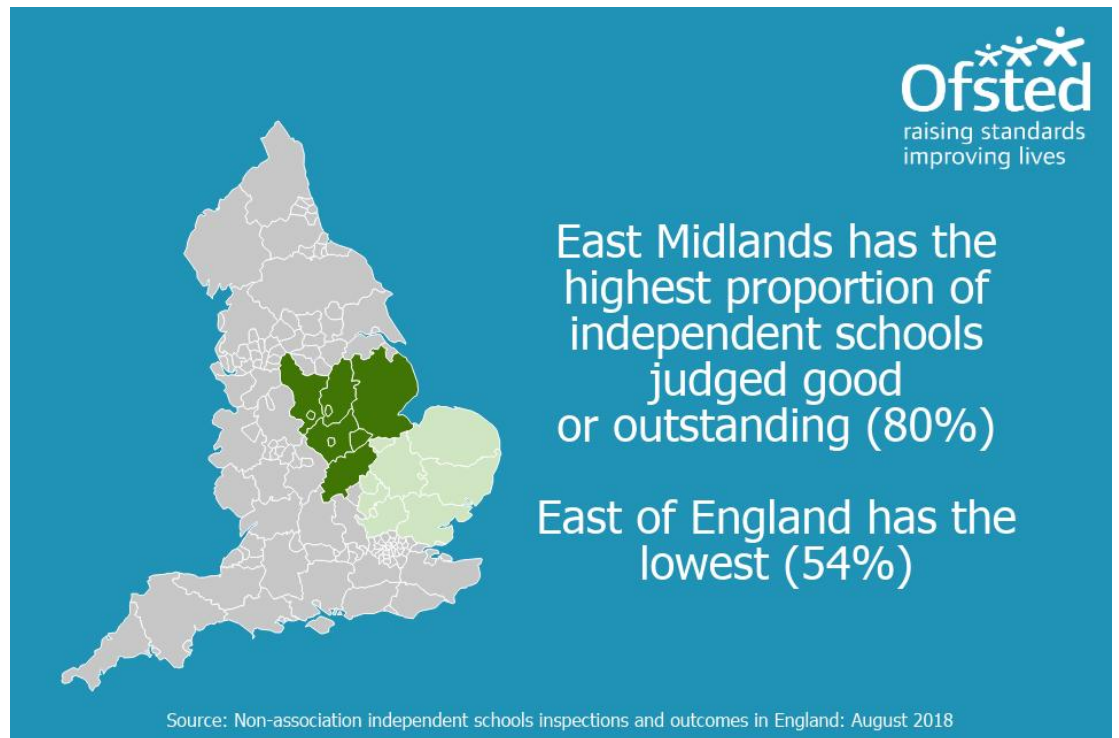 Ofsted
raising standards
improving lives
East Midlands has the
highest proportion of
independent schools
judged good
or outstanding (80%)
East of England has the
lowest (54%)
Source: Non-association independent schools inspections and outcomes in England: August 2018